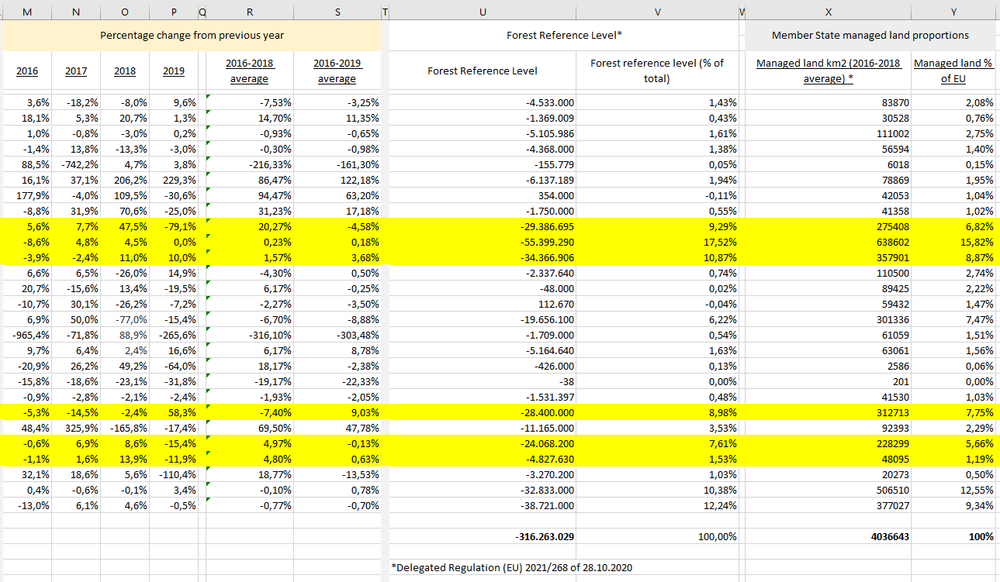 M N O P Q R S T U V W X Y
Percentage change from previous year Forest Reference Level* Member State managed land proportions
2016 2017 2018 2019 2016-2018 average 2016-2019 average Forest Reference Level Forest reference level (% of total) Managed land km2 (2016-2018 average) * Managed land % of EU
3,6% -18,2% -8,0% 9,6% -7,53% -3,25% -4.533.000 1,43% 83870 2,08%
18,1% 5,3% 20,7% 1,3% 14,70% 11,35% -1.369.009 0,43% 30528 0,76%
1,0% -0,8% -3,0% 0,2% -0,93% -0,65% -5.105.986 1,61% 111002 2,75%
-1,4% 13,8% -13,3% -3,0% -0,30% -0,98% -4.368.000 1,38% 56594 1,40%
88,5% -742,2% 4,7% 3,8% -216,33% -161,30% -155.779 0,05% 6018 0,15%
16,1% 37,1% 206,2% 229,3% 86,47% 122,18% -6.137.189 1,94% 78869 1,95%
177,9% -4,0% 109,5% -30,6% 94,47% 63,20% 354.000 -0,11% 42053 1,04%
-8,8% 31,9% 70,6% -25,0% 31,23% 17,18% -1.750.000 0,55% 41358 1,02%
5,6% 7,7% 47,5% -79,1% 20,27% -4,58% -29.386.695 9,29% 275408 6,82%
-8,6% 4,8% 4,5% 0,0% 0,23% 0,18% -55.399.290 17,52% 638602 15,82%
-3,9% -2,4% 11,0% 10,0% 1,57% 3,68% -34.366.906 10,87% 357901 8,87%
6,6% 6,5% -26,0% 14,9% -4,30% 0,50% -2.337.640 0,74% 110500 2,74%
20,7% -15,6% 13,4% -19,5% 6,17% -0,25% -48.000 0,02% 89425 2,22%
-10,7% 30,1% -26,2% -7,2% -2,27% -3,50% 112.670 -0,04% 59432 1,47%
6,9% 50,0% -77,0% -15,4% -6,70% -8,88% -19.656.100 6,22% 301336 7,47%
-965,4% -71,8% 88,9% -265,6% -316,10% -303,48% -1.709.000 0,54% 61059 1,51%
9,7% 6,4% 2,4% 16,6% 6,17% 8,78% -5.164.640 1,63% 63061 1,56%
-20,9% 26,2% 49,2% -64,0% 18,17% -2,38% -426.000 0,13% 2586 0,06%
-15,8% -18,6% -23,1% -31,8% -19,17% -22,33% -38 0,00% 201 0,00%
-0,9% -2,8% -2,1% -2,4% -1,93% -2,05% -1.531.397 0,48% 41530 1,03%
-5,3% -14,5% -2,4% 58,3% -7,40% 9,03% -28.400.000 8,98% 312713 7,75%
48,4% 325,9% -165,8% -17,4% 69,50% 47,78% -11.165.000 3,53% 92393 2,29%
-0,6% 6,9% 8,6% -15,4% 4,97% -0,13% -24.068.200 7,61% 228299 5,66%
-1,1% 1,6% 13,9% -11,9% 4,80% 0,63% -4.827.630 1,53% 48095 1,19%
32,1% 18,6% 5,6% -110,4% 18,77% -13,53% -3.270.200 1,03% 20273 0,50%
0,4% -0,6% -0,1% 3,4% -0,10% 0,78% -32.833.000 10,38% 506510 12,55%
-13,0% 6,1% 4,6% -0,5% -0,77% -0,70% -38.721.000 12,24% 377027 9,34%
-316.263.029 100,00% 4036643 100%
*Delegated Regulation (EU) 2021/268 of 28.10.2020